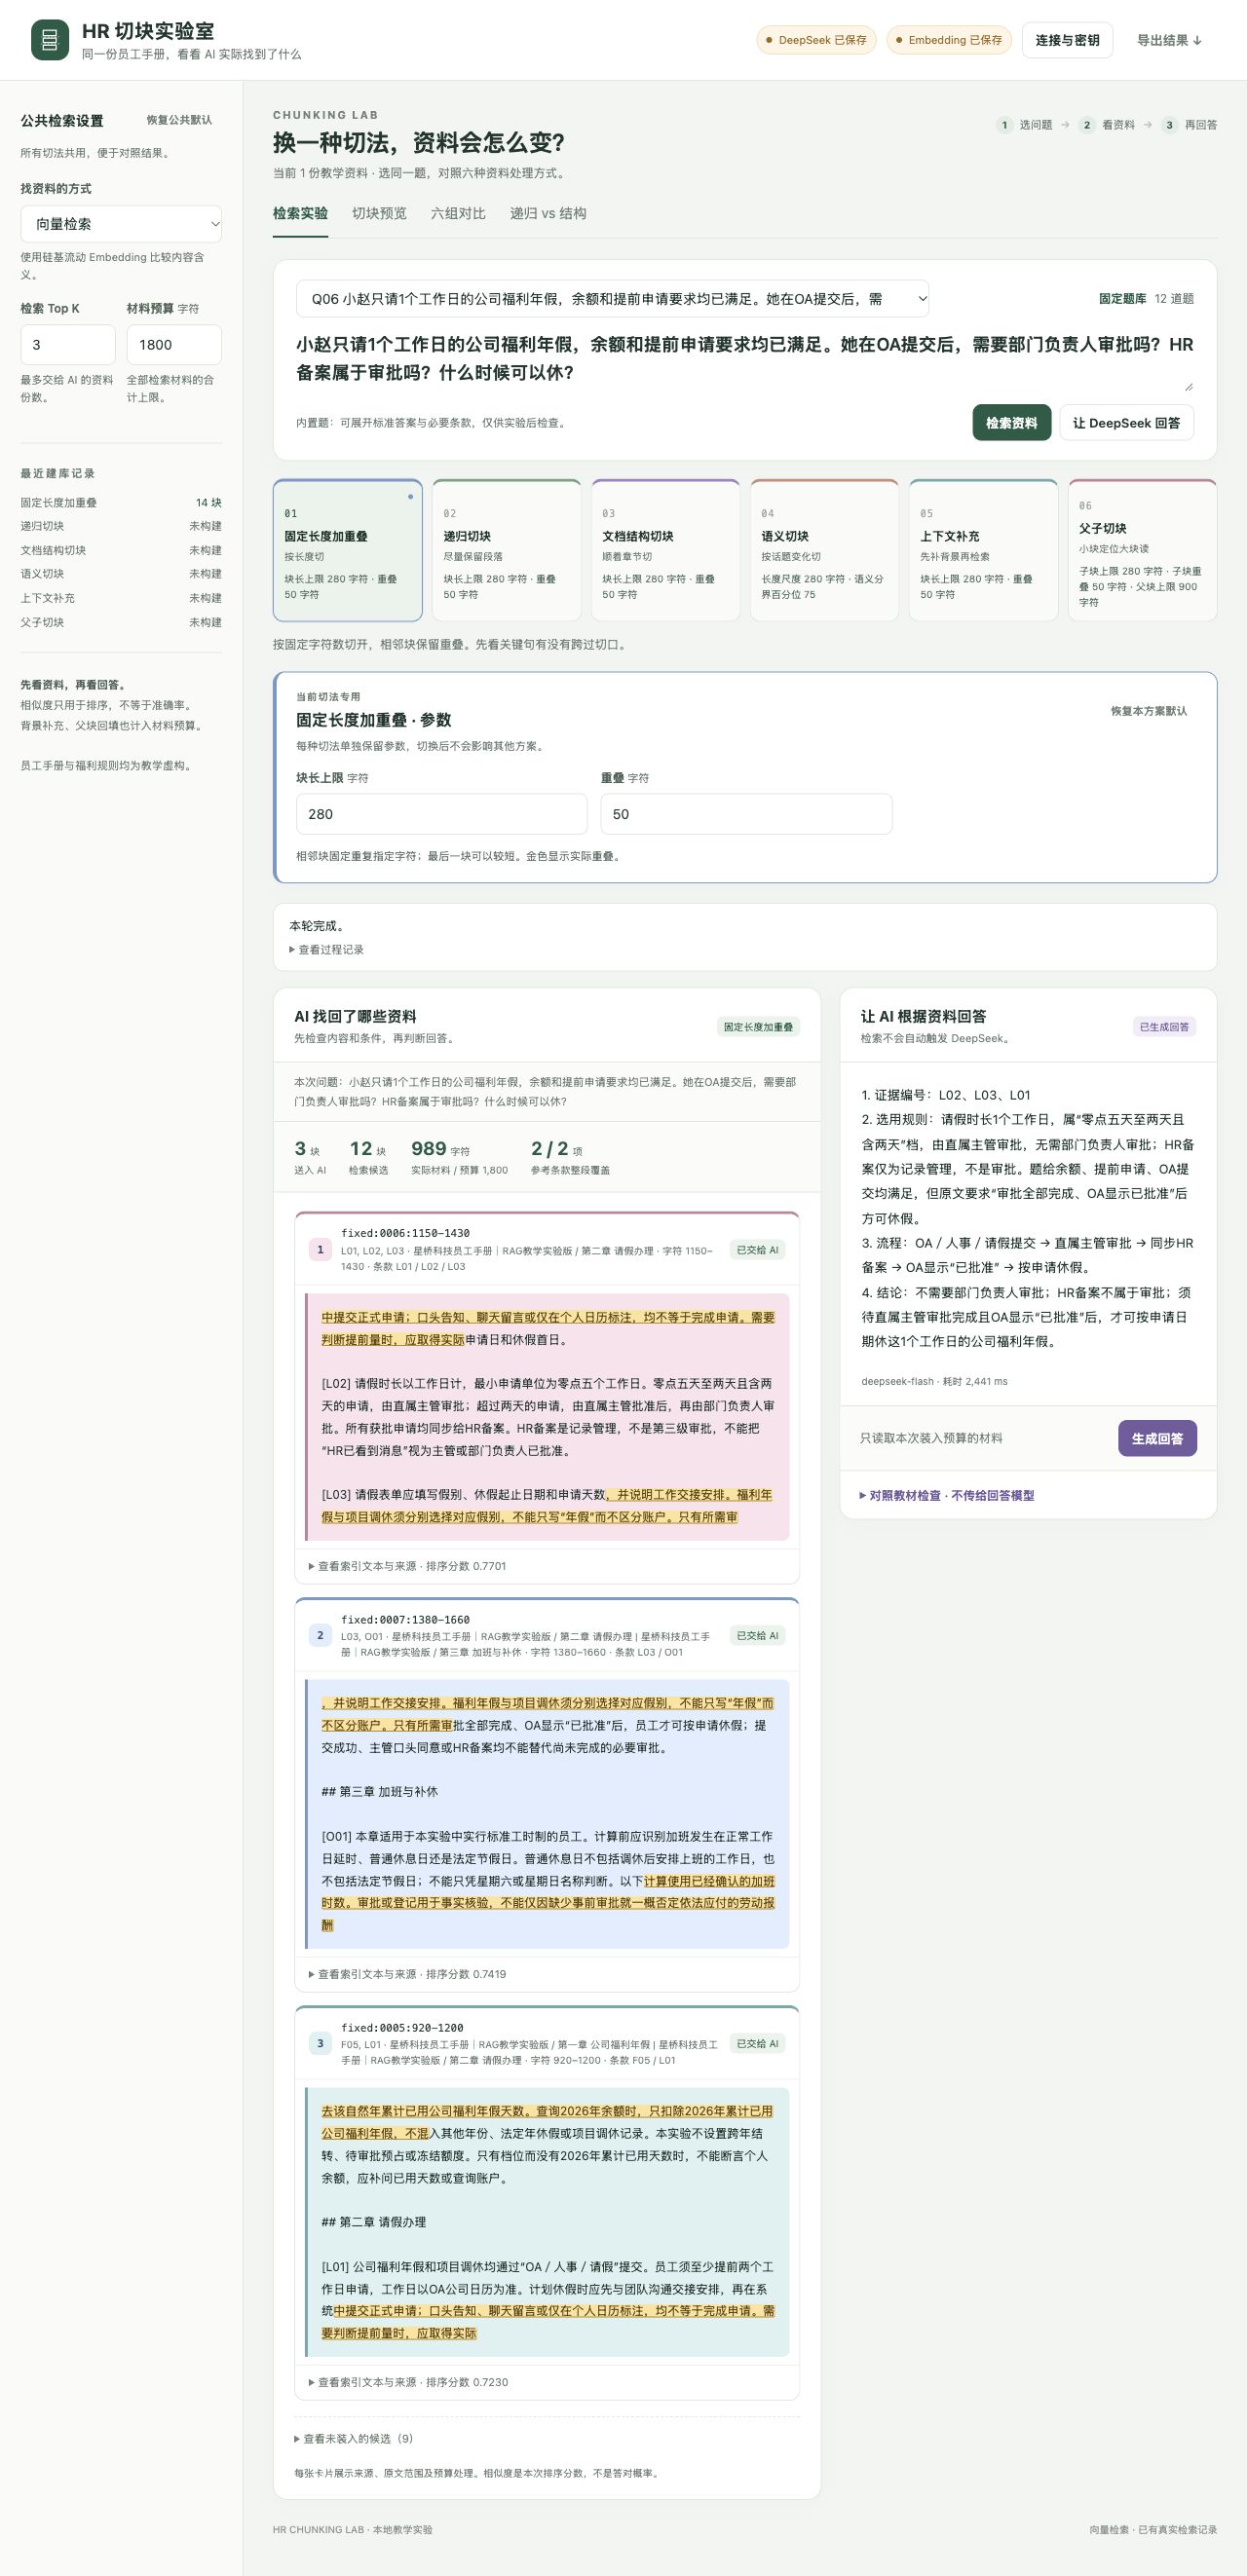 HR 切块实验室
同一份员工手册，看看 AI 实际找到了什么
DeepSeek 已保存
Embedding 已保存
连接与密钥
导出结果 ↓
公共检索设置
恢复公共默认
所有切法共用，便于对照结果。
找资料的方式
向量检索
使用硅基流动 Embedding 比较内容含
义。
检索 Top K
材料预算 字符
3
1800
最多交给 AI 的资料
份数。
全部检索材料的合
计上限。
最近建库记录
固定长度加重叠 14 块
递归切块 未构建
文档结构切块 未构建
语义切块 未构建
上下文补充 未构建
父子切块 未构建
先看资料，再看回答。
相似度只用于排序，不等于准确率。
背景补充、父块回填也计入材料预算。
员工手册与福利规则均为教学虚构。
CHUNKING LAB
换一种切法，资料会怎么变？
当前 1 份教学资料 · 选同一题，对照六种资料处理方式。
1 选问题 → 2 看资料 → 3 再回答
检索实验 切块预览 六组对比 递归 vs 结构
Q06 小赵只请1个工作日的公司福利年假，余额和提前申请要求均已满足。她在OA提交后，需
固定题库 12 道题
小赵只请1个工作日的公司福利年假，余额和提前申请要求均已满足。她在OA提交后，需要部门负责人审批吗？HR
备案属于审批吗？什么时候可以休？
内置题：可展开标准答案与必要条款，仅供实验后检查。
检索资料
让 DeepSeek 回答
01
固定长度加重叠
按长度切
块长上限 280 字符 · 重叠
50 字符
02
递归切块
尽量保留段落
块长上限 280 字符 · 重叠
50 字符
03
文档结构切块
顺着章节切
块长上限 280 字符 · 重叠
50 字符
04
语义切块
按话题变化切
长度尺度 280 字符 · 语义分
界百分位 75
05
上下文补充
先补背景再检索
块长上限 280 字符 · 重叠
50 字符
06
父子切块
小块定位大块读
子块上限 280 字符 · 子块重
叠 50 字符 · 父块上限 900
字符
按固定字符数切开，相邻块保留重叠。先看关键句有没有跨过切口。
当前切法专用
固定长度加重叠 · 参数
每种切法单独保留参数，切换后不会影响其他方案。
恢复本方案默认
块长上限 字符
重叠 字符
280
50
相邻块固定重复指定字符；最后一块可以较短。金色显示实际重叠。
本轮完成。
▸ 查看过程记录
AI 找回了哪些资料
先检查内容和条件，再判断回答。
固定长度加重叠
本次问题：小赵只请1个工作日的公司福利年假，余额和提前申请要求均已满足。她在OA提交后，需要部
门负责人审批吗？HR备案属于审批吗？什么时候可以休？
3 块
送入 AI
12 块
检索候选
989 字符
实际材料 / 预算 1,800
2 / 2 项
参考条款整段覆盖
1
fixed:0006:1150–1430
L01, L02, L03 · 星桥科技员工手册｜RAG教学实验版 / 第二章 请假办理 · 字符 1150–
1430 · 条款 L01 / L02 / L03
已交给 AI
中提交正式申请；口头告知、聊天留言或仅在个人日历标注，均不等于完成申请。需要
判断提前量时，应取得实际申请日和休假首日。
[L02] 请假时长以工作日计，最小申请单位为零点五个工作日。零点五天至两天且含两
天的申请，由直属主管审批；超过两天的申请，由直属主管批准后，再由部门负责人审
批。所有获批申请均同步给HR备案。HR备案是记录管理，不是第三级审批，不能把
“HR已看到消息”视为主管或部门负责人已批准。
[L03] 请假表单应填写假别、休假起止日期和申请天数，并说明工作交接安排。福利年
假与项目调休须分别选择对应假别，不能只写“年假”而不区分账户。只有所需审
▸ 查看索引文本与来源 · 排序分数 0.7701
2
fixed:0007:1380–1660
L03, O01 · 星桥科技员工手册｜RAG教学实验版 / 第二章 请假办理 | 星桥科技员工手
册｜RAG教学实验版 / 第三章 加班与补休 · 字符 1380–1660 · 条款 L03 / O01
已交给 AI
，并说明工作交接安排。福利年假与项目调休须分别选择对应假别，不能只写“年假”而
不区分账户。只有所需审批全部完成、OA显示“已批准”后，员工才可按申请休假；提
交成功、主管口头同意或HR备案均不能替代尚未完成的必要审批。
## 第三章 加班与补休
[O01] 本章适用于本实验中实行标准工时制的员工。计算前应识别加班发生在正常工作
日延时、普通休息日还是法定节假日。普通休息日不包括调休后安排上班的工作日，也
不包括法定节假日；不能只凭星期六或星期日名称判断。以下计算使用已经确认的加班
时数。审批或登记用于事实核验，不能仅因缺少事前审批就一概否定依法应付的劳动报
酬
▸ 查看索引文本与来源 · 排序分数 0.7419
3
fixed:0005:920–1200
F05, L01 · 星桥科技员工手册｜RAG教学实验版 / 第一章 公司福利年假 | 星桥科技员工
手册｜RAG教学实验版 / 第二章 请假办理 · 字符 920–1200 · 条款 F05 / L01
已交给 AI
去该自然年累计已用公司福利年假天数。查询2026年余额时，只扣除2026年累计已用
公司福利年假，不混入其他年份、法定年休假或项目调休记录。本实验不设置跨年结
转、待审批预占或冻结额度。只有档位而没有2026年累计已用天数时，不能断言个人
余额，应补问已用天数或查询账户。
## 第二章 请假办理
[L01] 公司福利年假和项目调休均通过“OA / 人事 / 请假”提交。员工须至少提前两个工
作日申请，工作日以OA公司日历为准。计划休假时应先与团队沟通交接安排，再在系
统中提交正式申请；口头告知、聊天留言或仅在个人日历标注，均不等于完成申请。需
要判断提前量时，应取得实际
▸ 查看索引文本与来源 · 排序分数 0.7230
▸ 查看未装入的候选（9）
每张卡片展示来源、原文范围及预算处理。相似度是本次排序分数，不是答对概率。
让 AI 根据资料回答
检索不会自动触发 DeepSeek。
已生成回答
1. 证据编号：L02、L03、L01
2. 选用规则：请假时长1个工作日，属“零点五天至两天且
含两天”档，由直属主管审批，无需部门负责人审批；HR备
案仅为记录管理，不是审批。题给余额、提前申请、OA提
交均满足，但原文要求“审批全部完成、OA显示已批准”后
方可休假。
3. 流程：OA / 人事 / 请假提交 → 直属主管审批 → 同步HR
备案 → OA显示“已批准” → 按申请休假。
4. 结论：不需要部门负责人审批；HR备案不属于审批；须
待直属主管审批完成且OA显示“已批准”后，才可按申请日
期休这1个工作日的公司福利年假。
deepseek-flash · 耗时 2,441 ms
只读取本次装入预算的材料
生成回答
▸ 对照教材检查 · 不传给回答模型
HR CHUNKING LAB · 本地教学实验
向量检索 · 已有真实检索记录